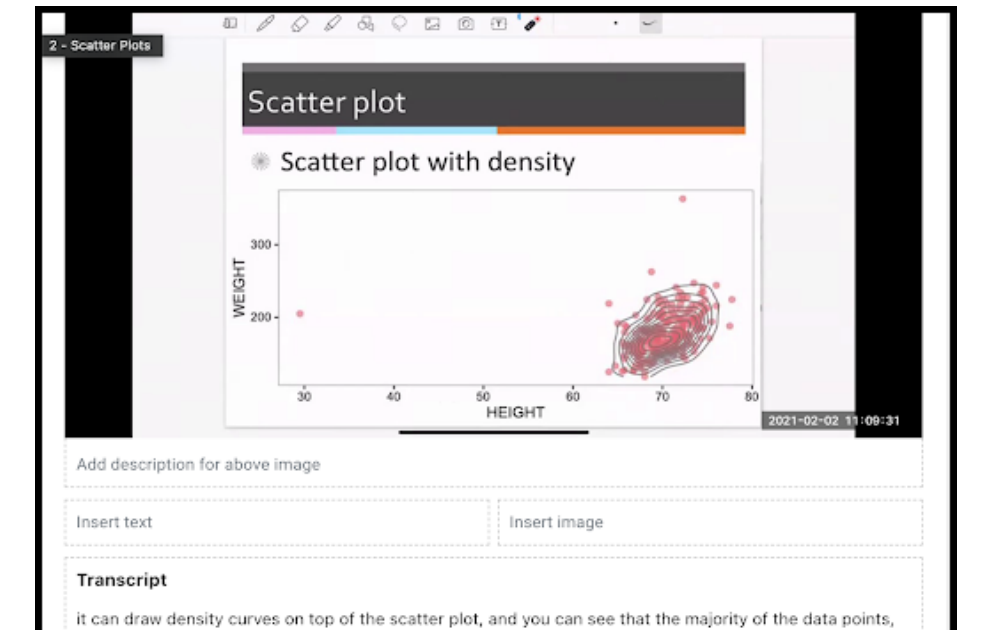 2 - Scatter Plots
Scatter plot
Scatter plot with density
300
200
WEIGHT
30 40 50 60 70 80
HEIGHT
2021-02-02 11:09:31
Add description for above image
Insert text
Insert image
Transcript
it can draw density curves on top of the scatter plot, and you can see that the majority of the data points,